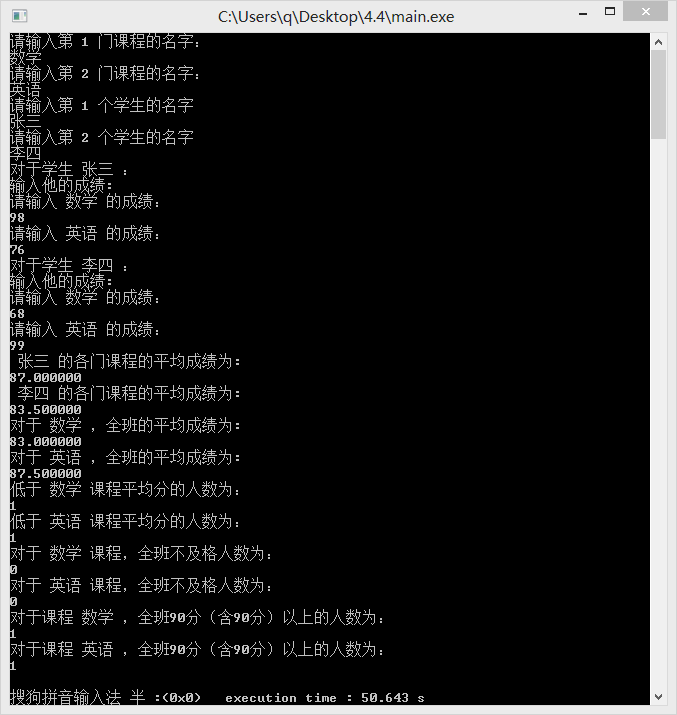 C:\Users\q\Desktop\4.4\main.exe
请输入第 1 门课程的名字:
数学
请输入第 2 门课程的名字:
英语
请输入第 1 个学生的名字
张三
请输入第 2 个学生的名字
李四
对于学生 张三 :
输入他的成绩:
请输入 数学 的成绩:
98
请输入 英语 的成绩:
76
对于学生 李四 :
输入他的成绩:
请输入 数学 的成绩:
68
请输入 英语 的成绩:
99
 张三 的各门课程的平均成绩为:
87.000000
 李四 的各门课程的平均成绩为:
83.500000
对于 数学 ，全班的平均成绩为:
83.000000
对于 英语 ，全班的平均成绩为:
87.500000
低于 数学 课程平均分的人数为:
1
低于 英语 课程平均分的人数为:
1
对于 数学 课程，全班不及格人数为:
0
对于 英语 课程，全班不及格人数为:
0
对于课程 数学 ，全班90分（含90分）以上的人数为:
1
对于课程 英语 ，全班90分（含90分）以上的人数为:
1
搜狗拼音输入法 半 :(0x0)   execution time : 50.643 s